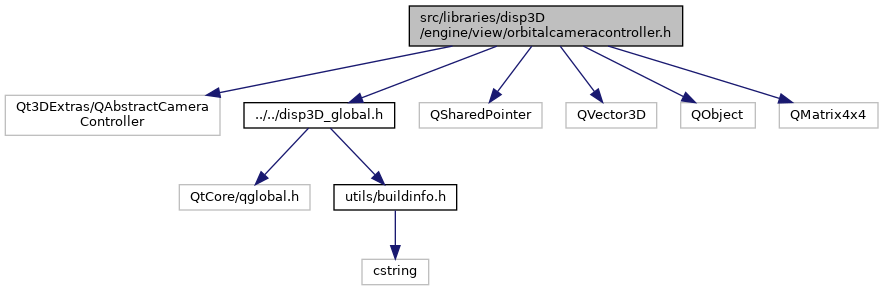 src/libraries/disp3D
/engine/view/orbitalcameracontroller.h
Qt3DExtras/QAbstractCamera
Controller
../../disp3D_global.h
QSharedPointer
QVector3D
QObject
QMatrix4x4
QtCore/qglobal.h
utils/buildinfo.h
cstring